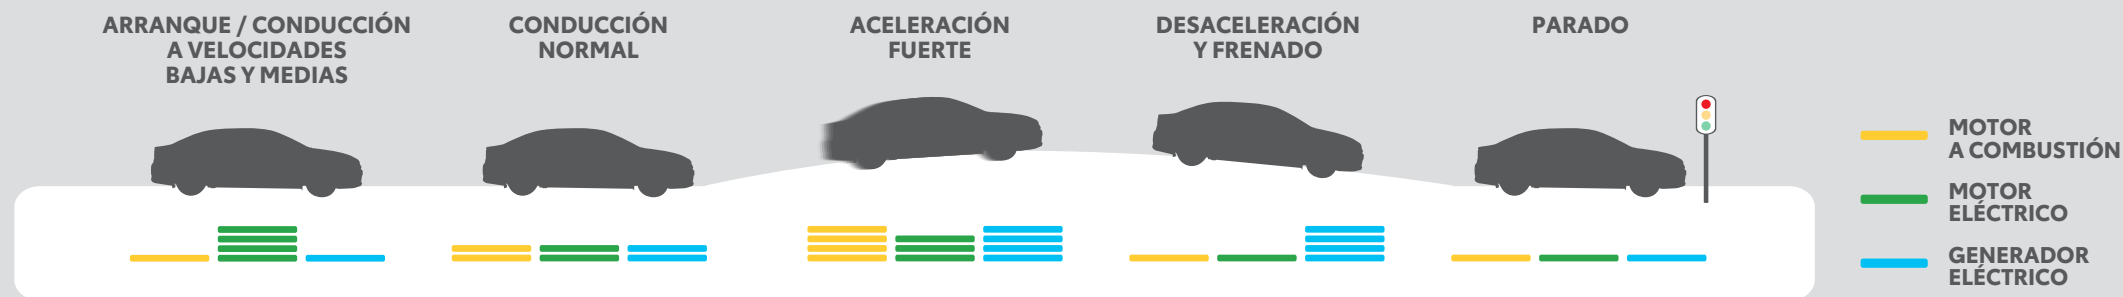 ARRANQUE / CONDUCCIÓN
A VELOCIDADES
BAJAS Y MEDIAS
CONDUCCIÓN
NORMAL
ACELERACIÓN
FUERTE
DESACELERACIÓN
Y FRENADO
PARADO
MOTOR
A COMBUSTIÓN
MOTOR
ELÉCTRICO
GENERADOR
ELÉCTRICO